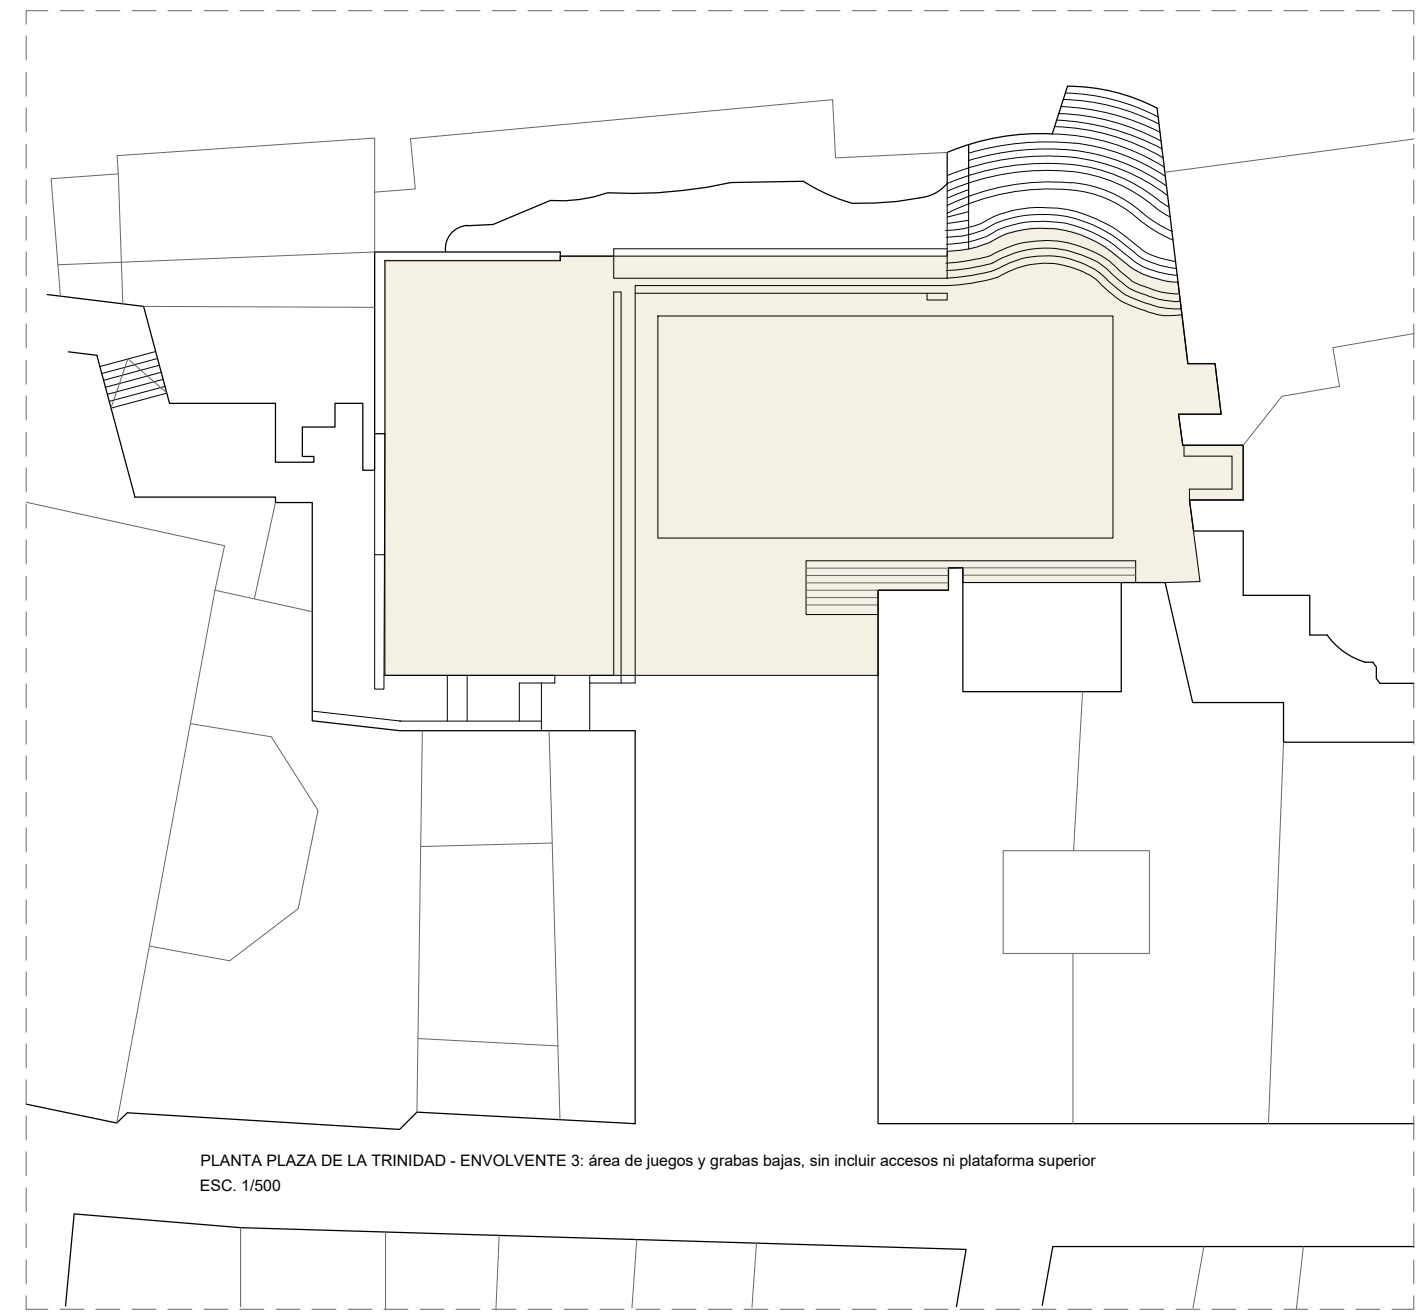 PLANTA PLAZA DE LA TRINIDAD - ENVOLVENTE 3: área de juegos y grabas bajas, sin incluir accesos ni plataforma superior
ESC. 1/500